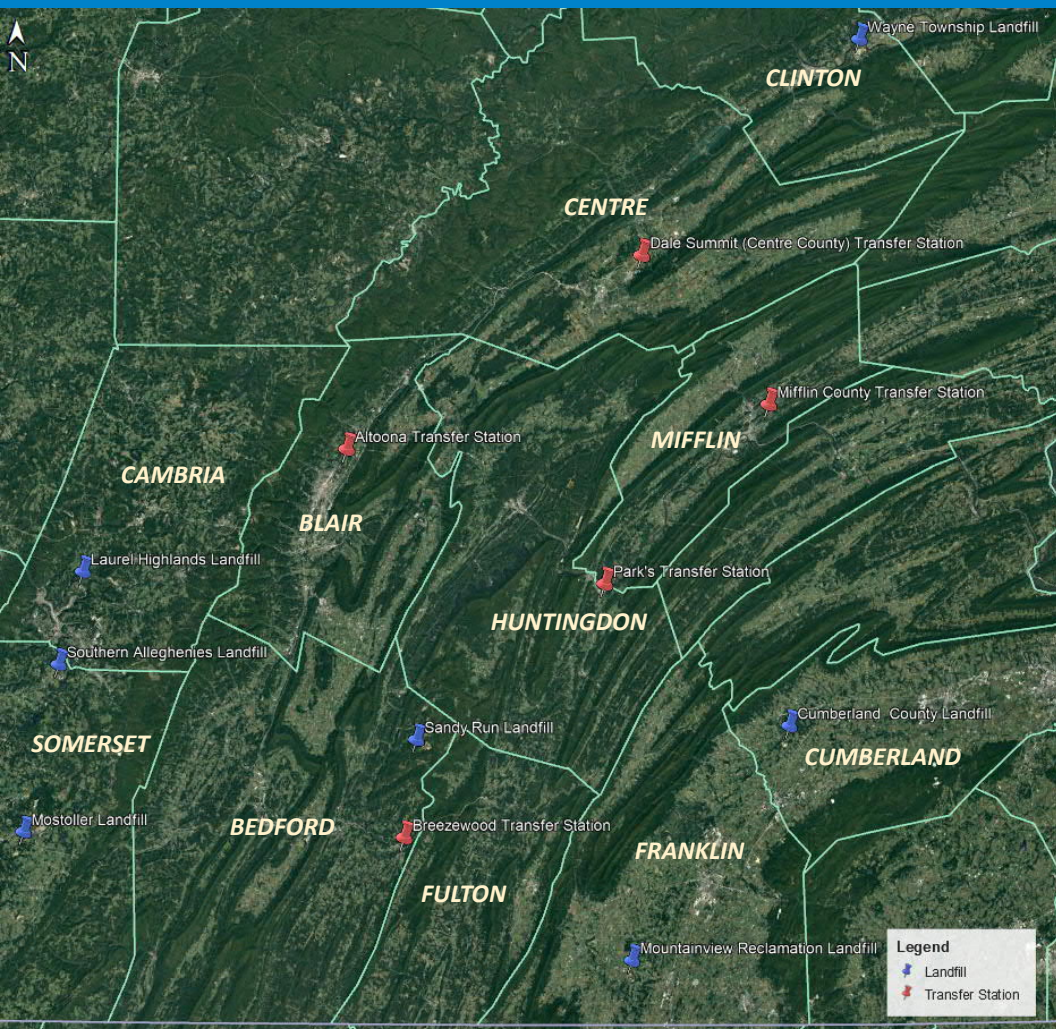 N
Wayne Township Landfill
CLINTON
CENTRE
Dale Summit (Centre County) Transfer Station
Mifflin County Transfer Station
Altoona Transfer Station
MIFFLIN
CAMBRIA
BLAIR
Laurel Highlands Landfill
Park's Transfer Station
HUNTINGDON
Southern Alleghenies Landfill
Cumberland County Landfill
Sandy Run Landfill
SOMERSET
CUMBERLAND
Mostoller Landfill
BEDFORD
Breezewood Transfer Station
FRANKLIN
FULTON
Mountainview Reclamation Landfill
Legend
Landfill
Transfer Station